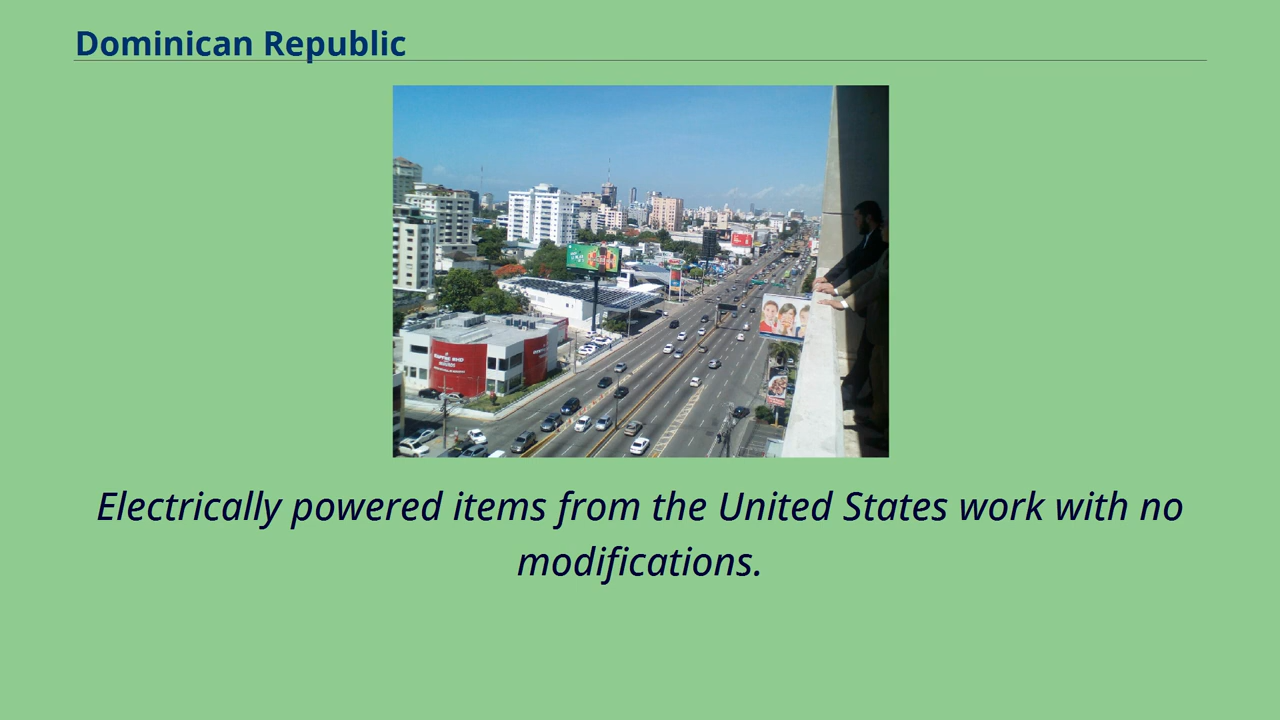 Dominican Republic
Electrically powered items from the United States work with no
modifications.